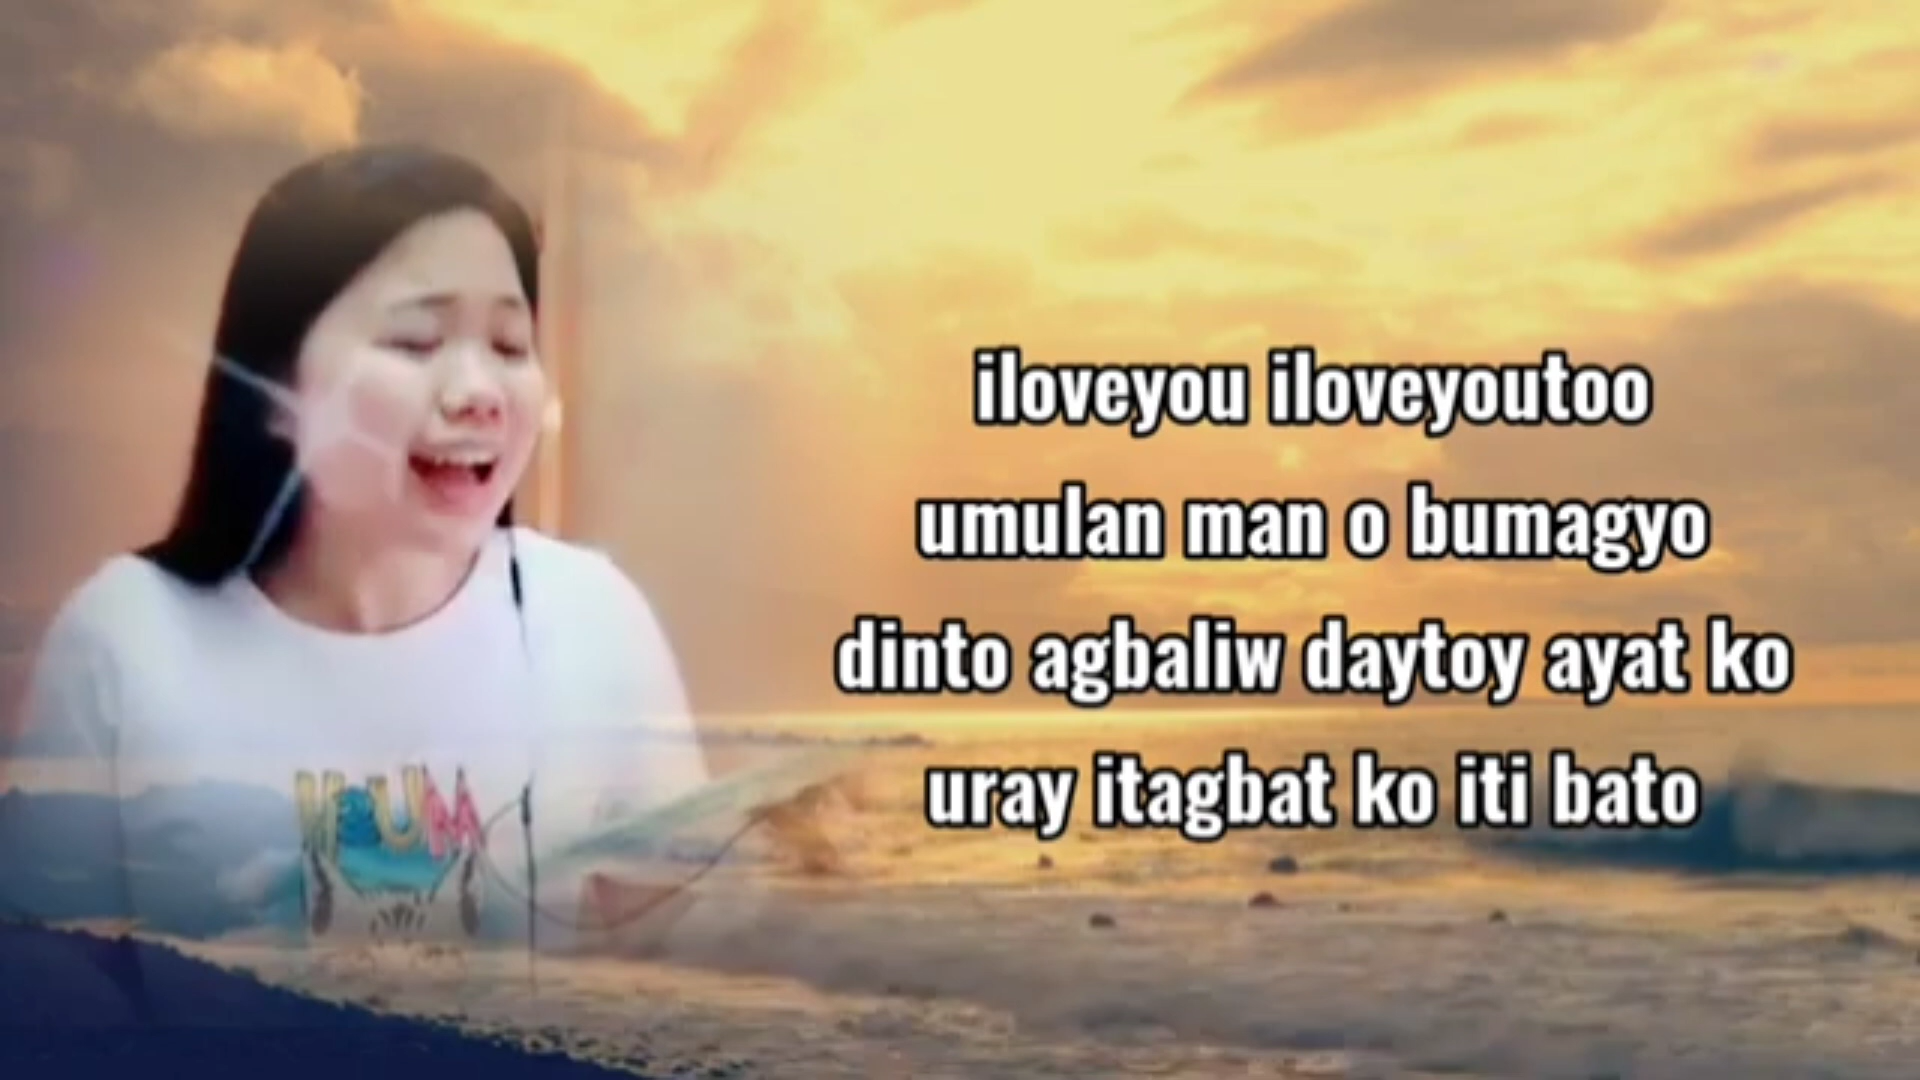 iloveyou iloveyoutoo
umulan man o bumagyo
dinto agbaliw daytoy ayat ko
uray itagbat ko iti bato